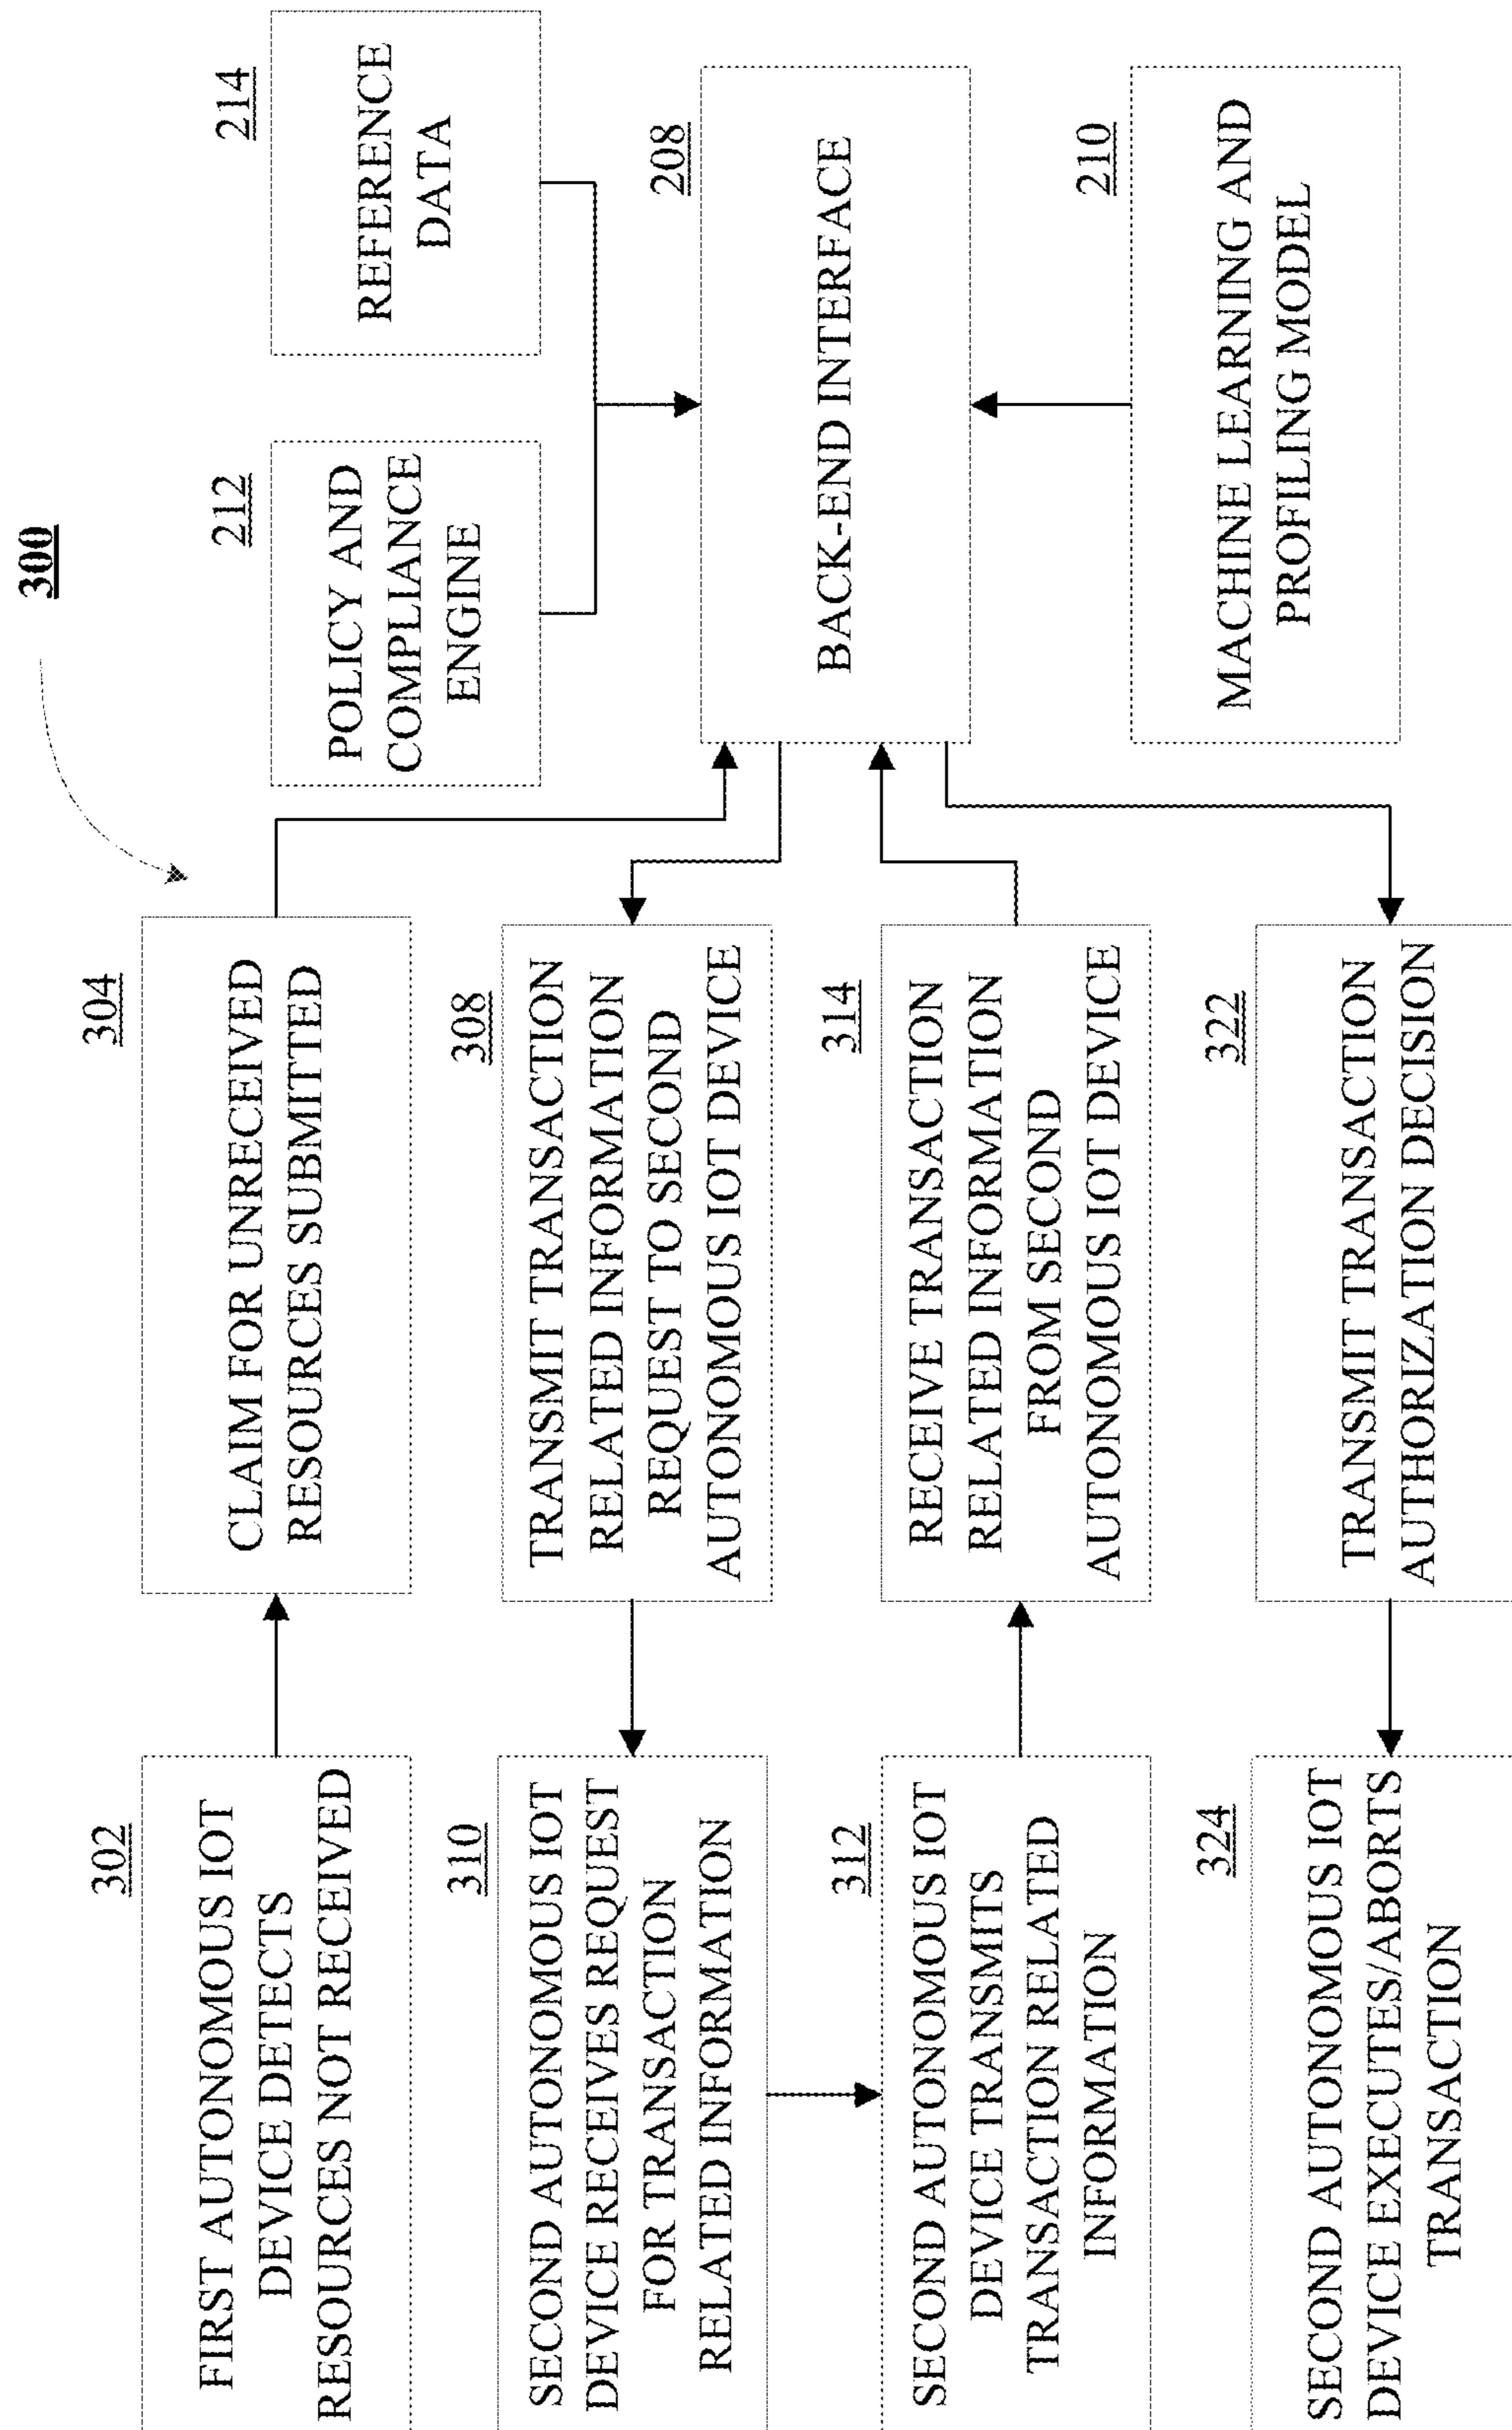 300
302
FIRST AUTONOMOUS IOT
DEVICE DETECTS
RESOURCES NOT RECEIVED
304
CLAIM FOR UNRECEIVED
RESOURCES SUBMITTED
212
POLICY AND
COMPLIANCE
ENGINE
214
REFERENCE
DATA
310
SECOND AUTONOMOUS IOT
DEVICE RECEIVES REQUEST
FOR TRANSACTION
RELATED INFORMATION
308
TRANSMIT TRANSACTION
RELATED INFORMATION
REQUEST TO SECOND
AUTONOMOUS IOT DEVICE
208
BACK-END INTERFACE
312
SECOND AUTONOMOUS IOT
DEVICE TRANSMITS
TRANSACTION RELATED
INFORMATION
314
RECEIVE TRANSACTION
RELATED INFORMATION
FROM SECOND
AUTONOMOUS IOT DEVICE
210
MACHINE LEARNING AND
PROFILING MODEL
324
SECOND AUTONOMOUS IOT
DEVICE EXECUTES/ABORTS
TRANSACTION
322
TRANSMIT TRANSACTION
AUTHORIZATION DECISION